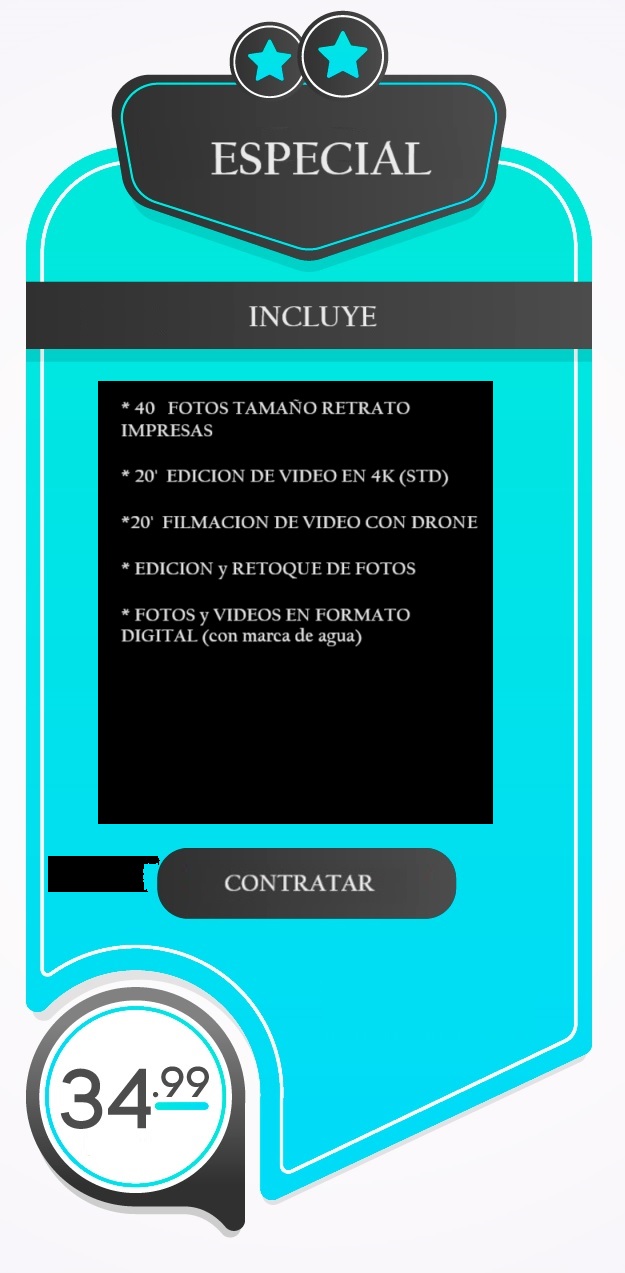 ESPECIAL
INCLUYE
* 40 FOTOS TAMAÑO RETRATO
IMPRESAS
* 20' EDICION DE VIDEO EN 4K (STD)
*20' FILMACION DE VIDEO CON DRONE
* EDICION y RETOQUE DE FOTOS
* FOTOS y VIDEOS EN FORMATO
DIGITAL (con marca de agua)
CONTRATAR
34.99